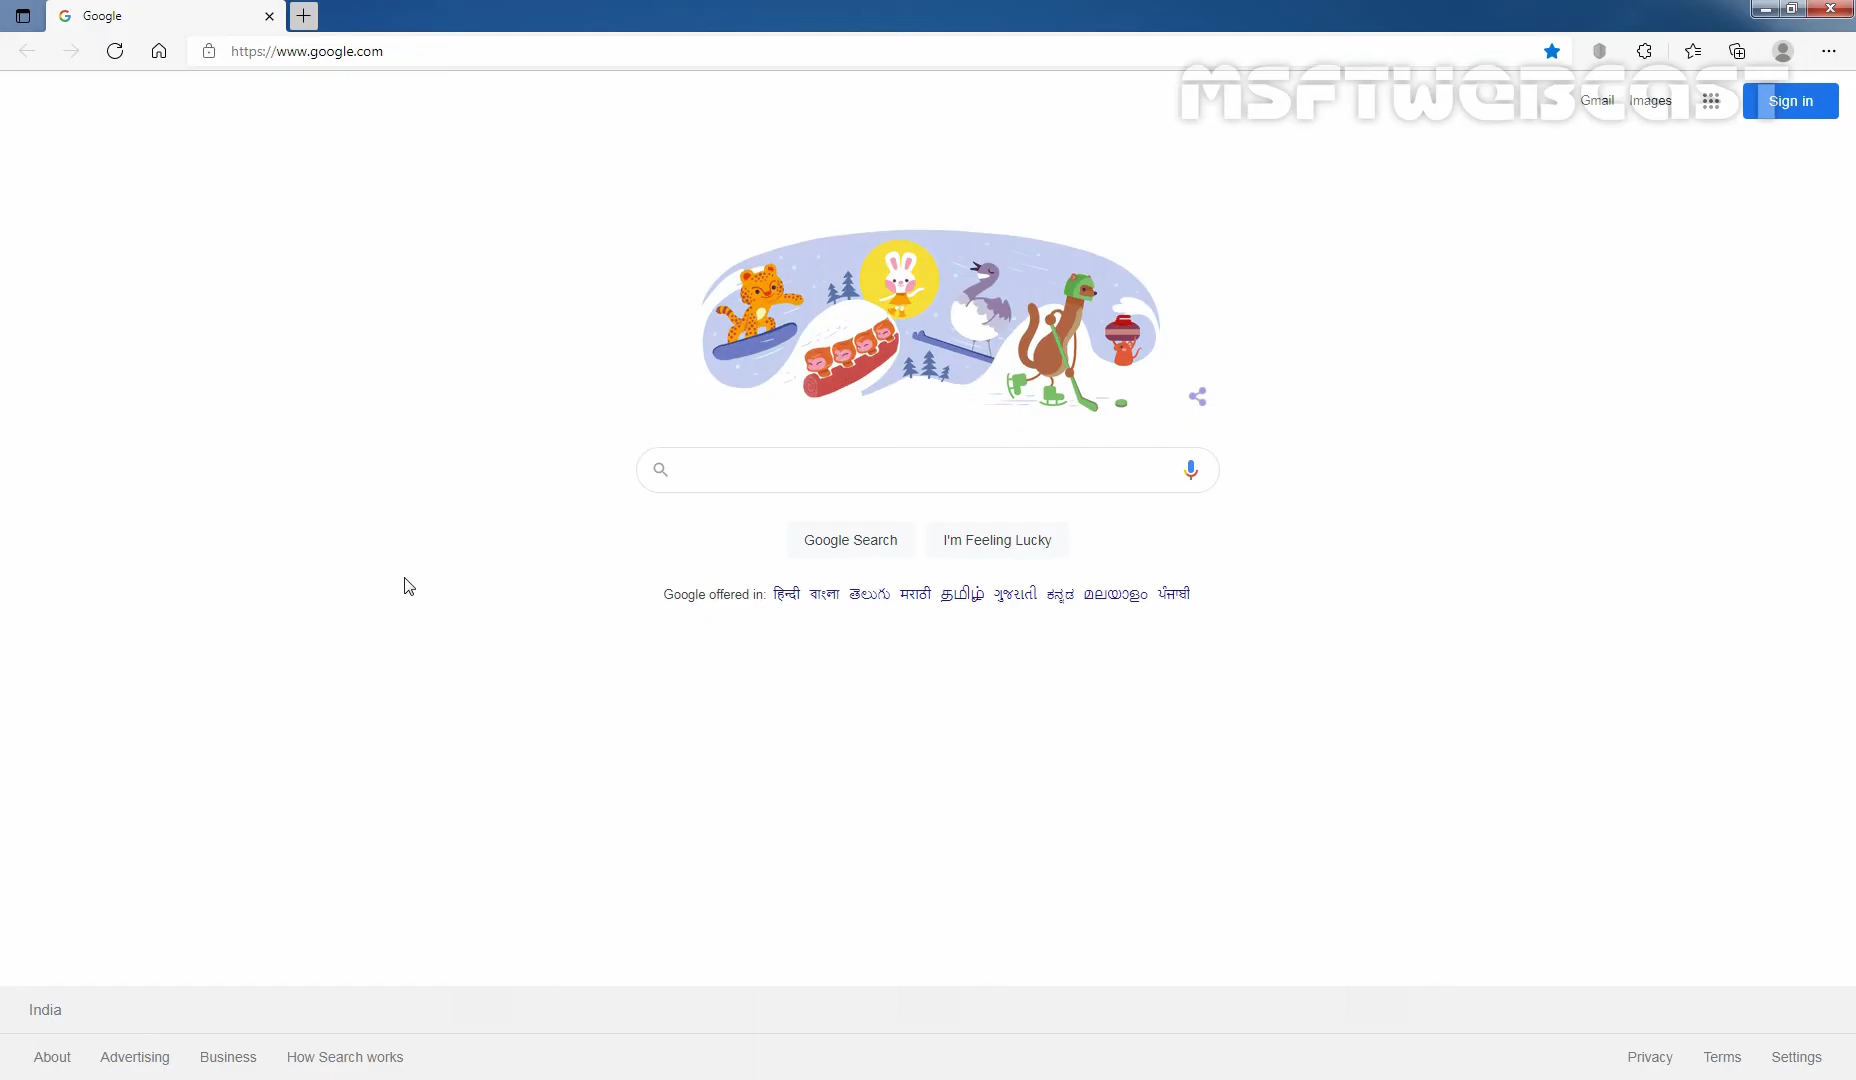 Google
https://www.google.com
MSFTWEBCAST
Gmail Images Sign in
Google Search I'm Feeling Lucky
Google offered in: हिन्दी বাংলা తెలుగు मराठी தமிழ் ગુજરાતી ಕನ್ನಡ മലയാളം ਪੰਜਾਬੀ
India
About Advertising Business How Search works Privacy Terms Settings